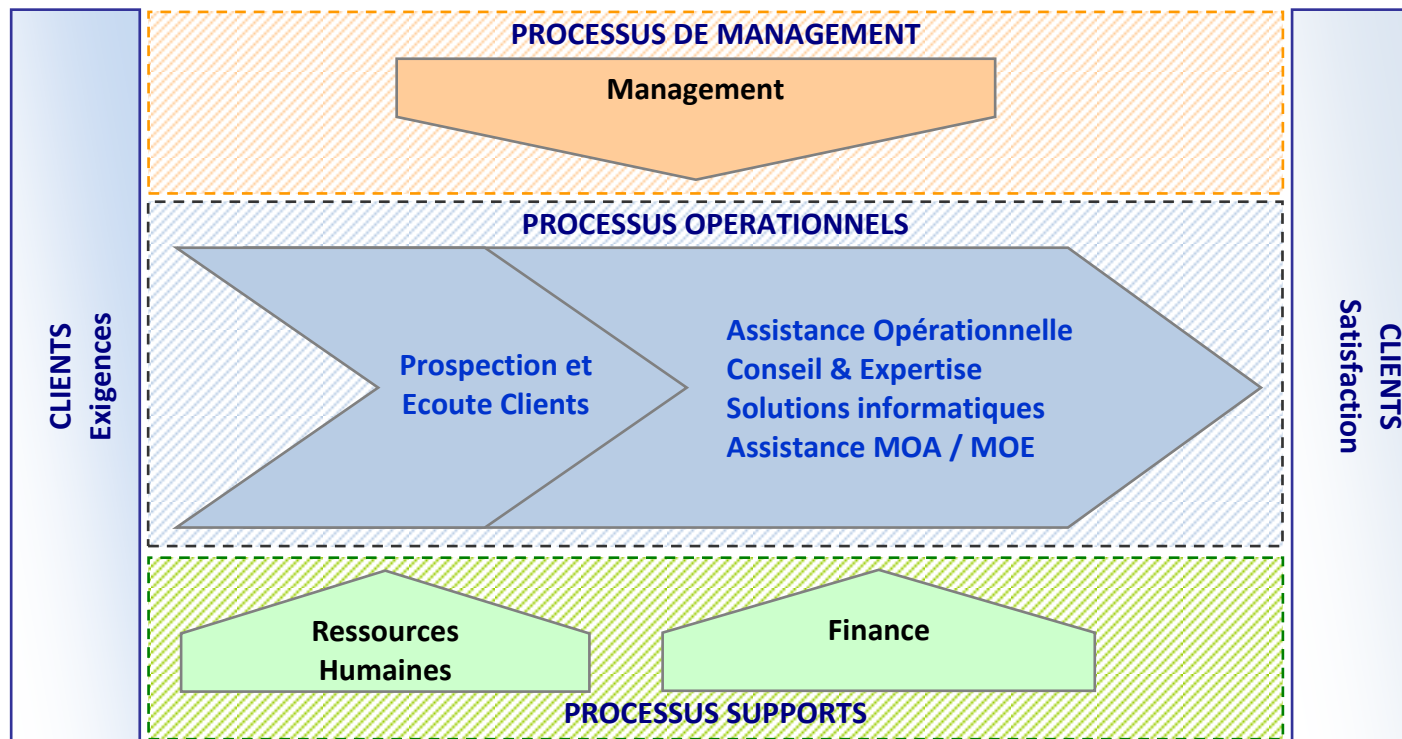 CLIENTS
Exigences
PROCESSUS DE MANAGEMENT
Management
PROCESSUS OPERATIONNELS
Prospection et
Ecoute Clients
Assistance Opérationnelle
Conseil & Expertise
Solutions informatiques
Assistance MOA / MOE
Ressources
Humaines
Finance
PROCESSUS SUPPORTS
CLIENTS
Satisfaction